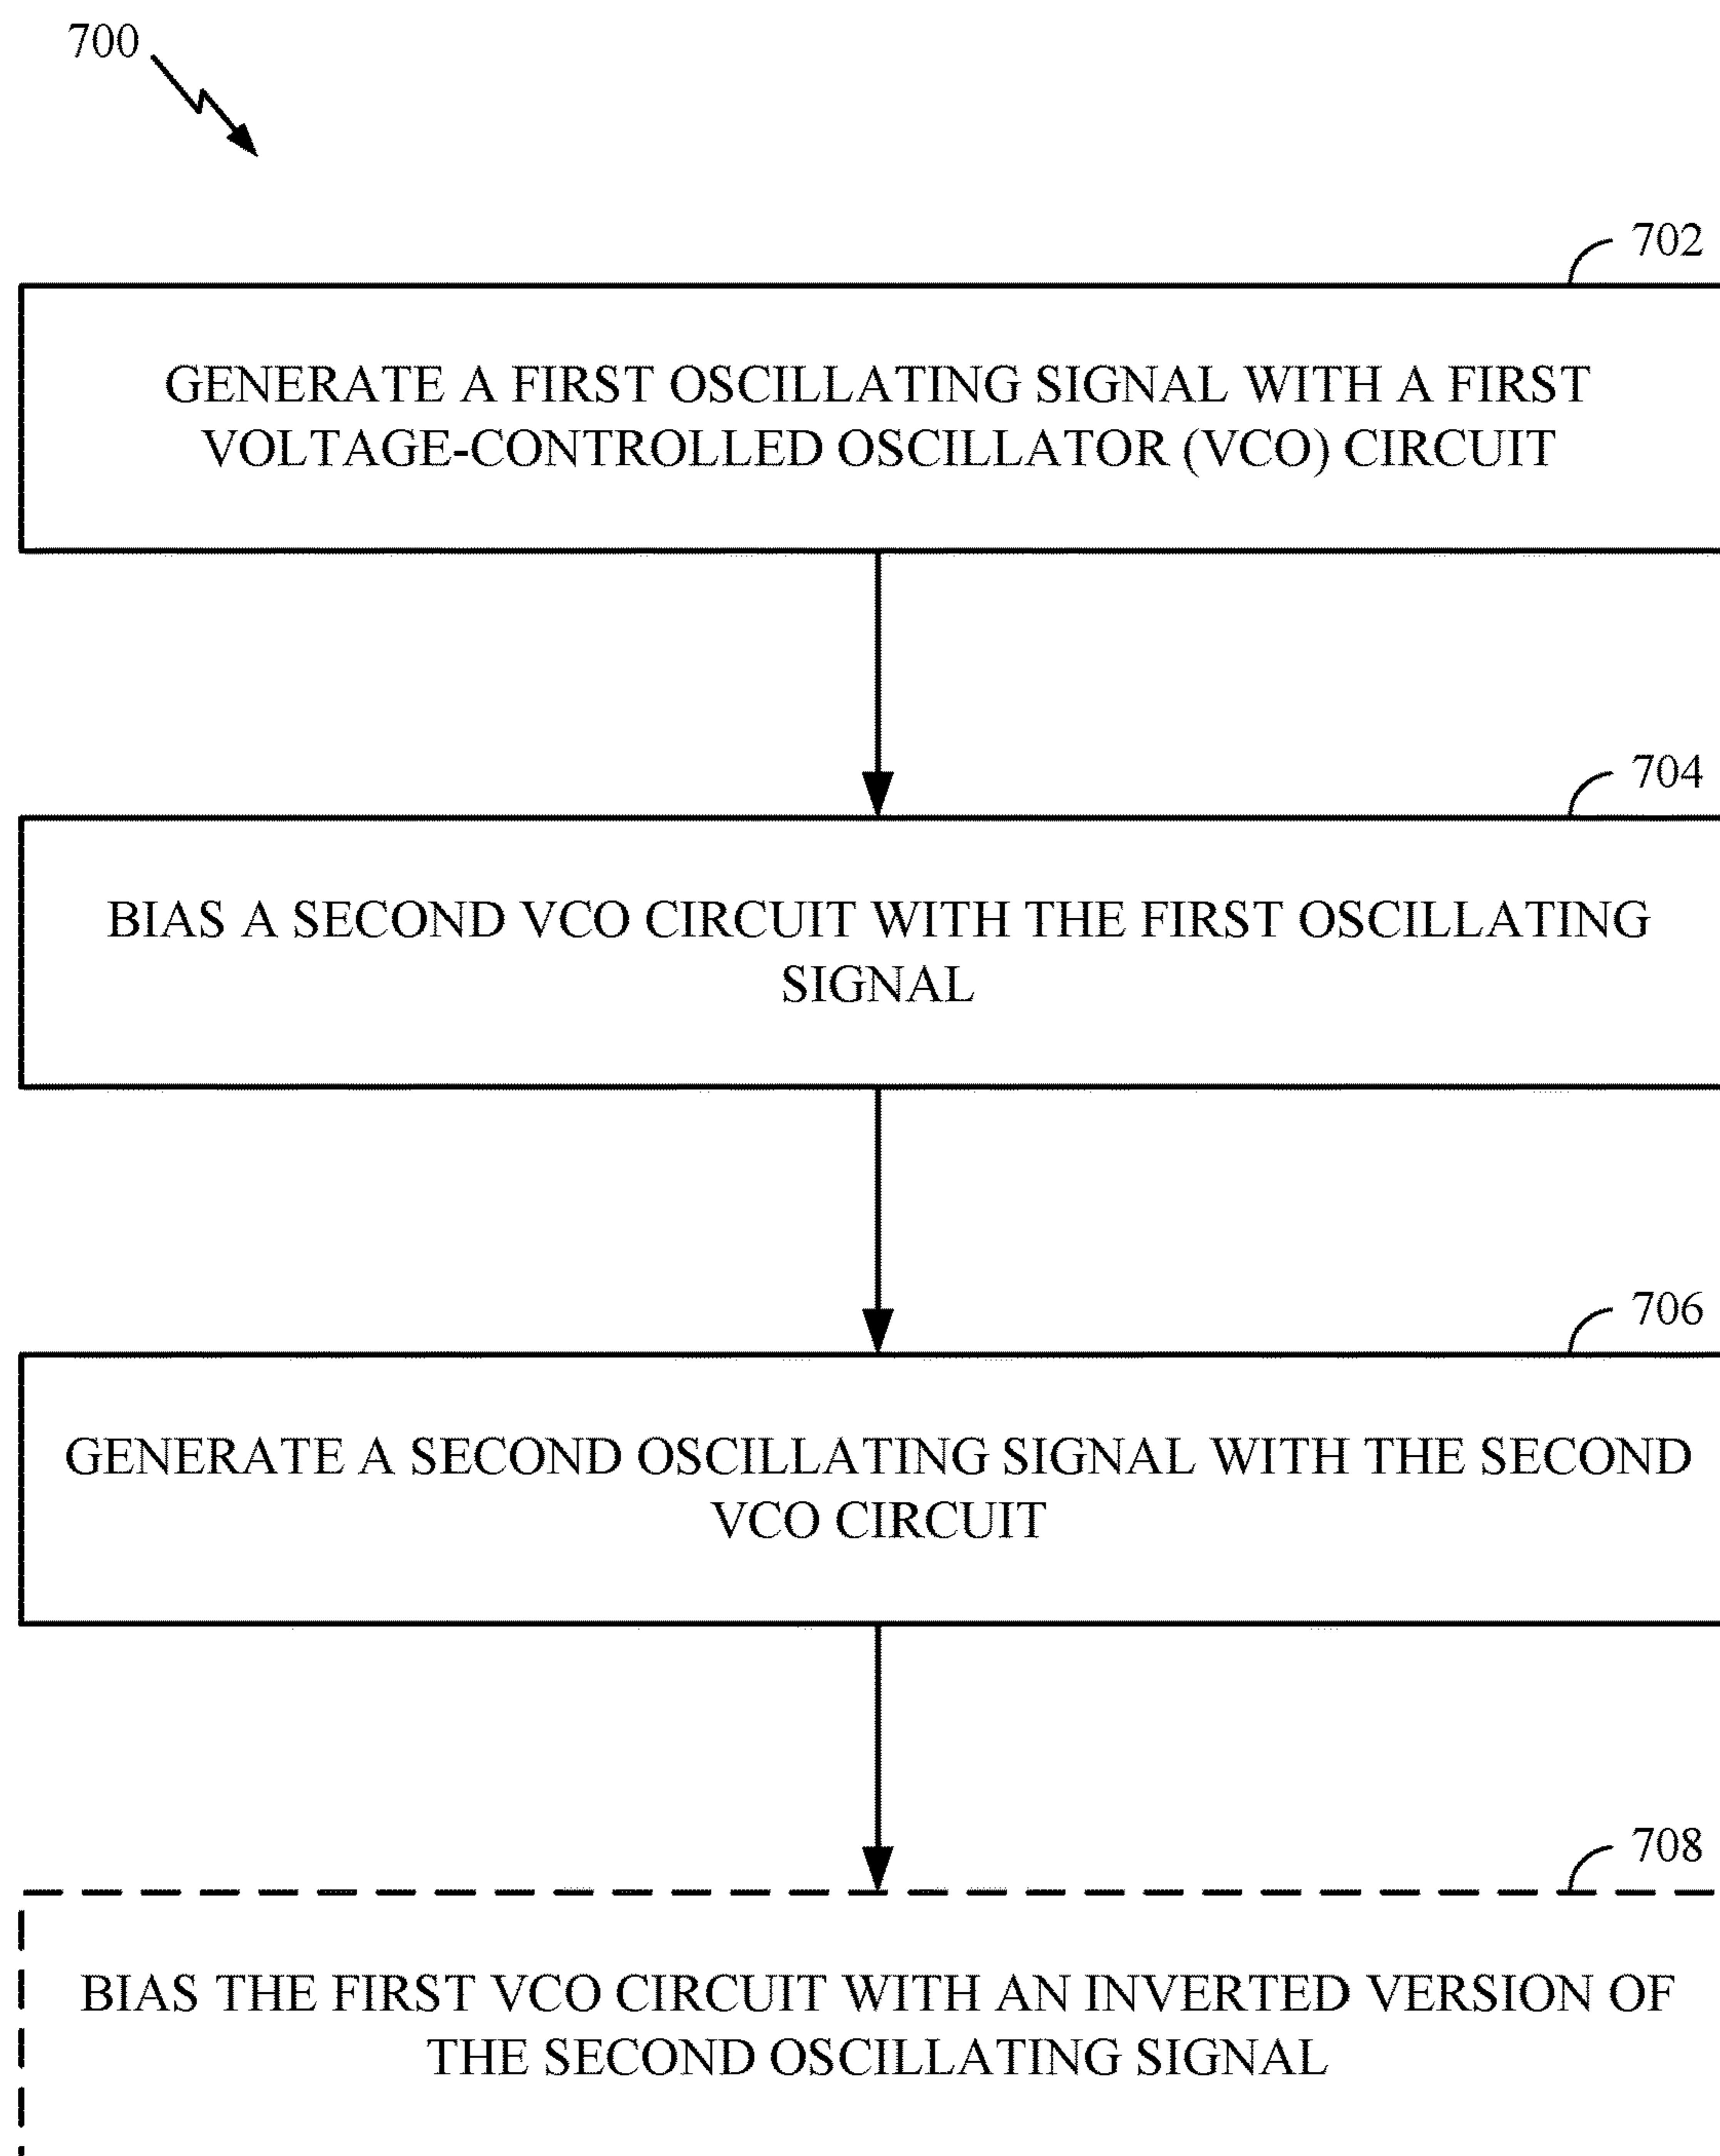 700
702
GENERATE A FIRST OSCILLATING SIGNAL WITH A FIRST
VOLTAGE-CONTROLLED OSCILLATOR (VCO) CIRCUIT
704
BIAS A SECOND VCO CIRCUIT WITH THE FIRST OSCILLATING
SIGNAL
706
GENERATE A SECOND OSCILLATING SIGNAL WITH THE SECOND
VCO CIRCUIT
708
BIAS THE FIRST VCO CIRCUIT WITH AN INVERTED VERSION OF
THE SECOND OSCILLATING SIGNAL